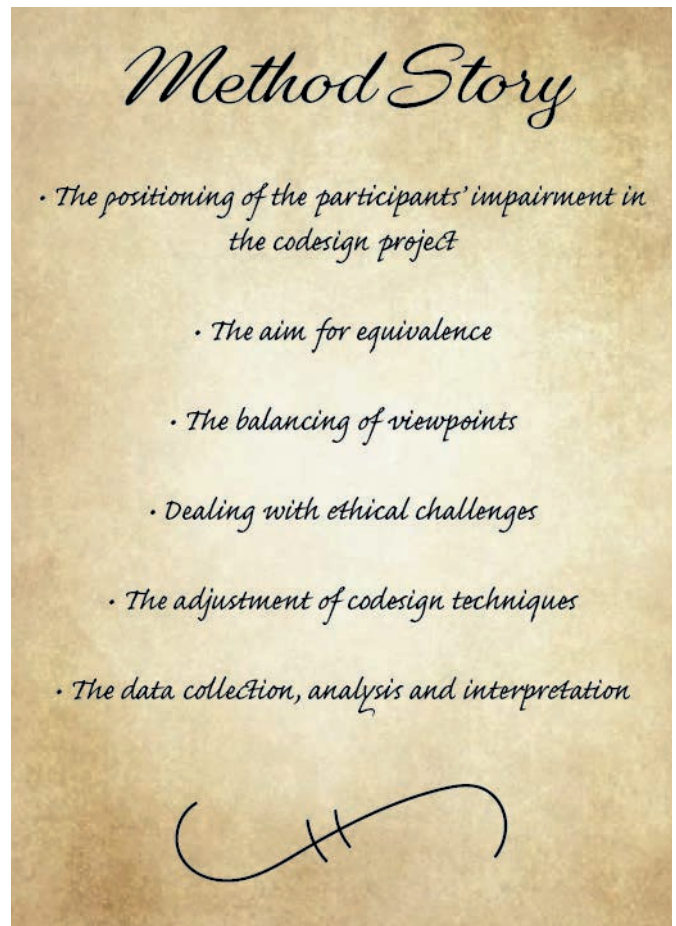 Method Story
· The positioning of the participants' impairment in
the codesign project
· The aim for equivalence
· The balancing of viewpoints
· Dealing with ethical challenges
· The adjustment of codesign techniques
· The data collection, analysis and interpretation